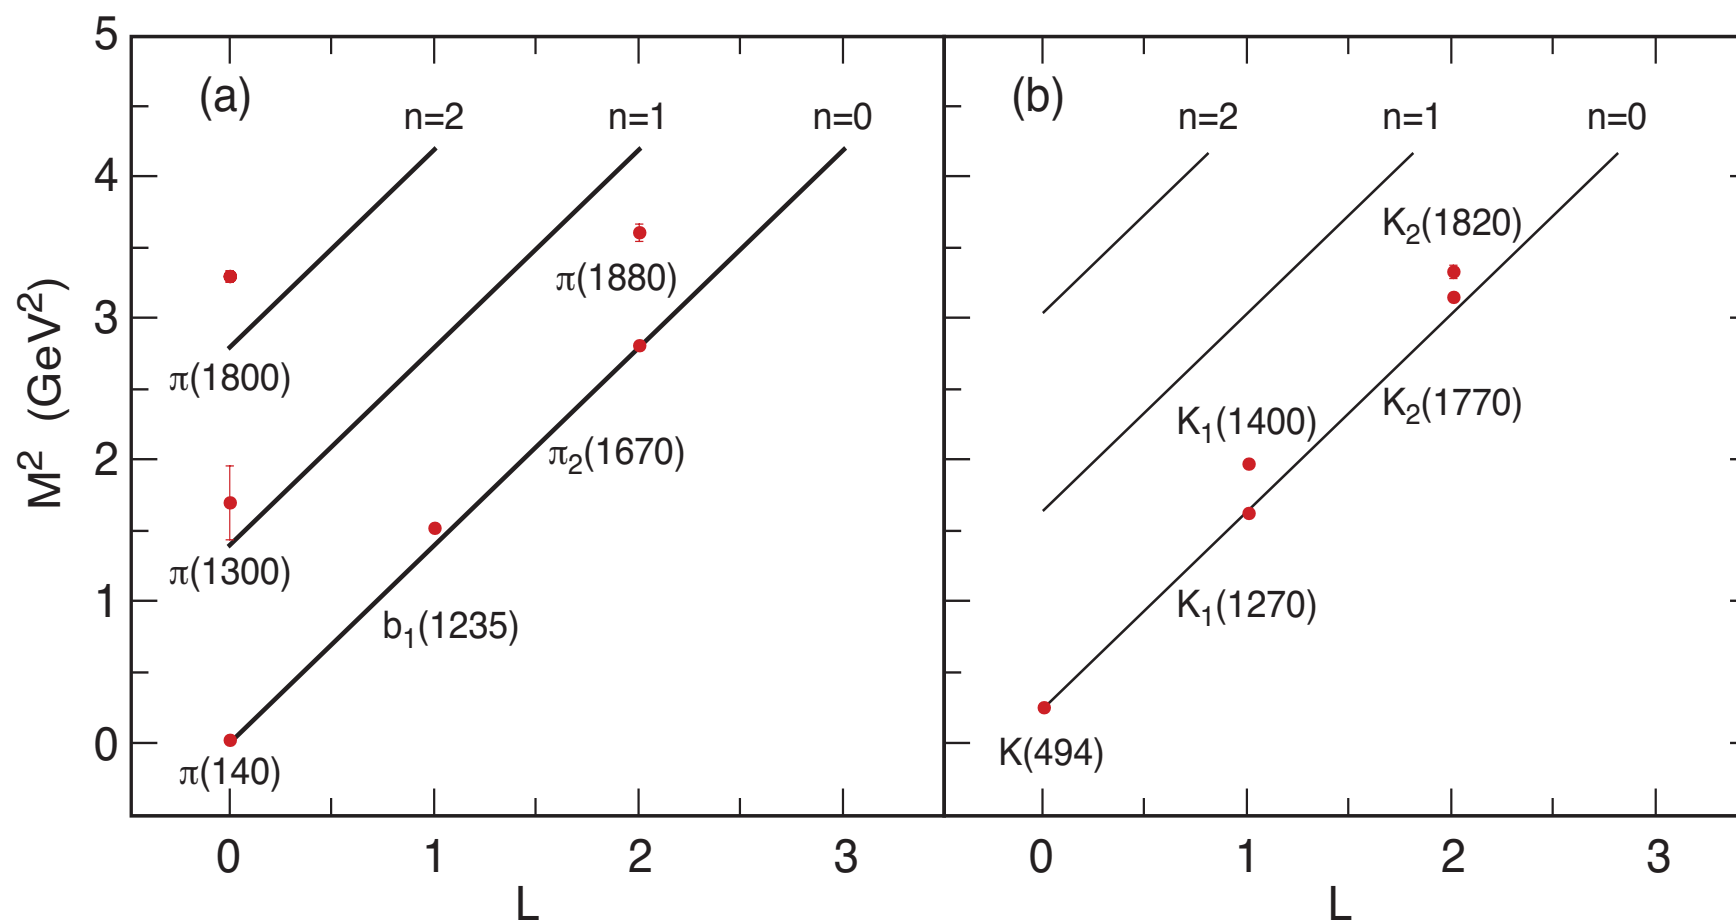 5
4
3
2
1
0
M² (GeV²)
(a)
n=2
n=1
n=0
π(1880)
π(1800)
π₂(1670)
π(1300)
b₁(1235)
π(140)
0 1 2 3
L
(b)
n=2
n=1
n=0
K₂(1820)
K₂(1770)
K₁(1400)
K₁(1270)
K(494)
0 1 2 3
L